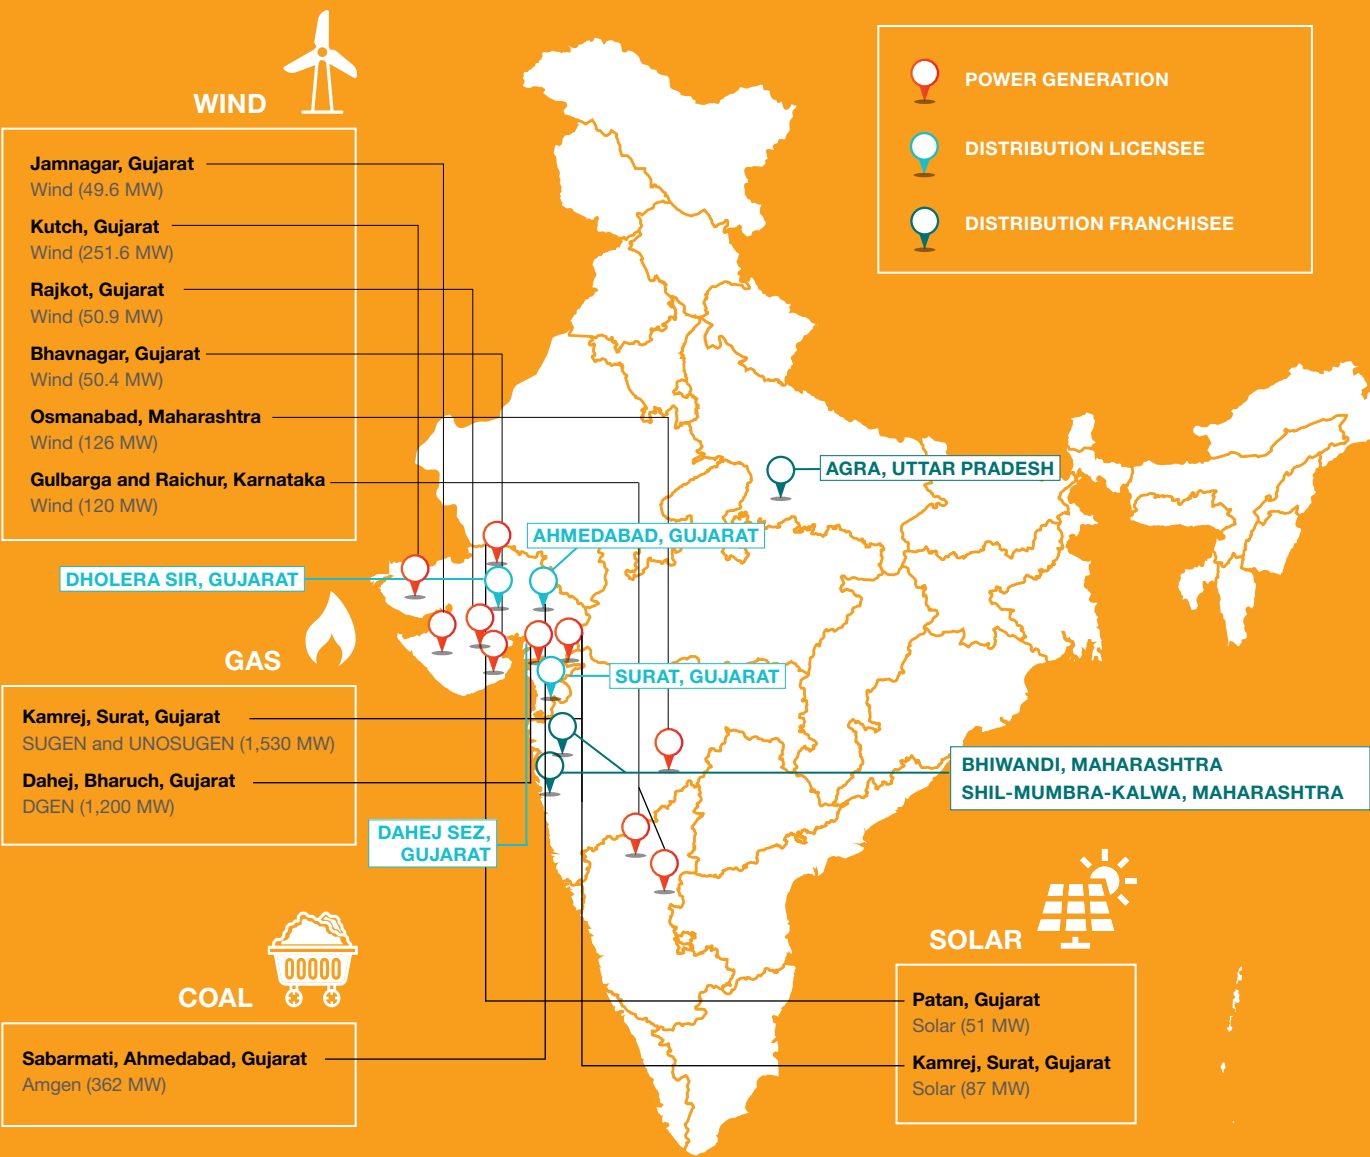 WIND
Jamnagar, Gujarat
Wind (49.6 MW)
Kutch, Gujarat
Wind (251.6 MW)
Rajkot, Gujarat
Wind (50.9 MW)
Bhavnagar, Gujarat
Wind (50.4 MW)
Osmanabad, Maharashtra
Wind (126 MW)
Gulbarga and Raichur, Karnataka
Wind (120 MW)
POWER GENERATION
DISTRIBUTION LICENSEE
DISTRIBUTION FRANCHISEE
AGRA, UTTAR PRADESH
AHMEDABAD, GUJARAT
DHOLERA SIR, GUJARAT
SURAT, GUJARAT
GAS
Kamrej, Surat, Gujarat
SUGEN and UNOSUGEN (1,530 MW)
Dahej, Bharuch, Gujarat
DGEN (1,200 MW)
BHIWANDI, MAHARASHTRA
SHIL-MUMBRA-KALWA, MAHARASHTRA
DAHEJ SEZ,
GUJARAT
COAL
Sabarmati, Ahmedabad, Gujarat
Amgen (362 MW)
SOLAR
Patan, Gujarat
Solar (51 MW)
Kamrej, Surat, Gujarat
Solar (87 MW)